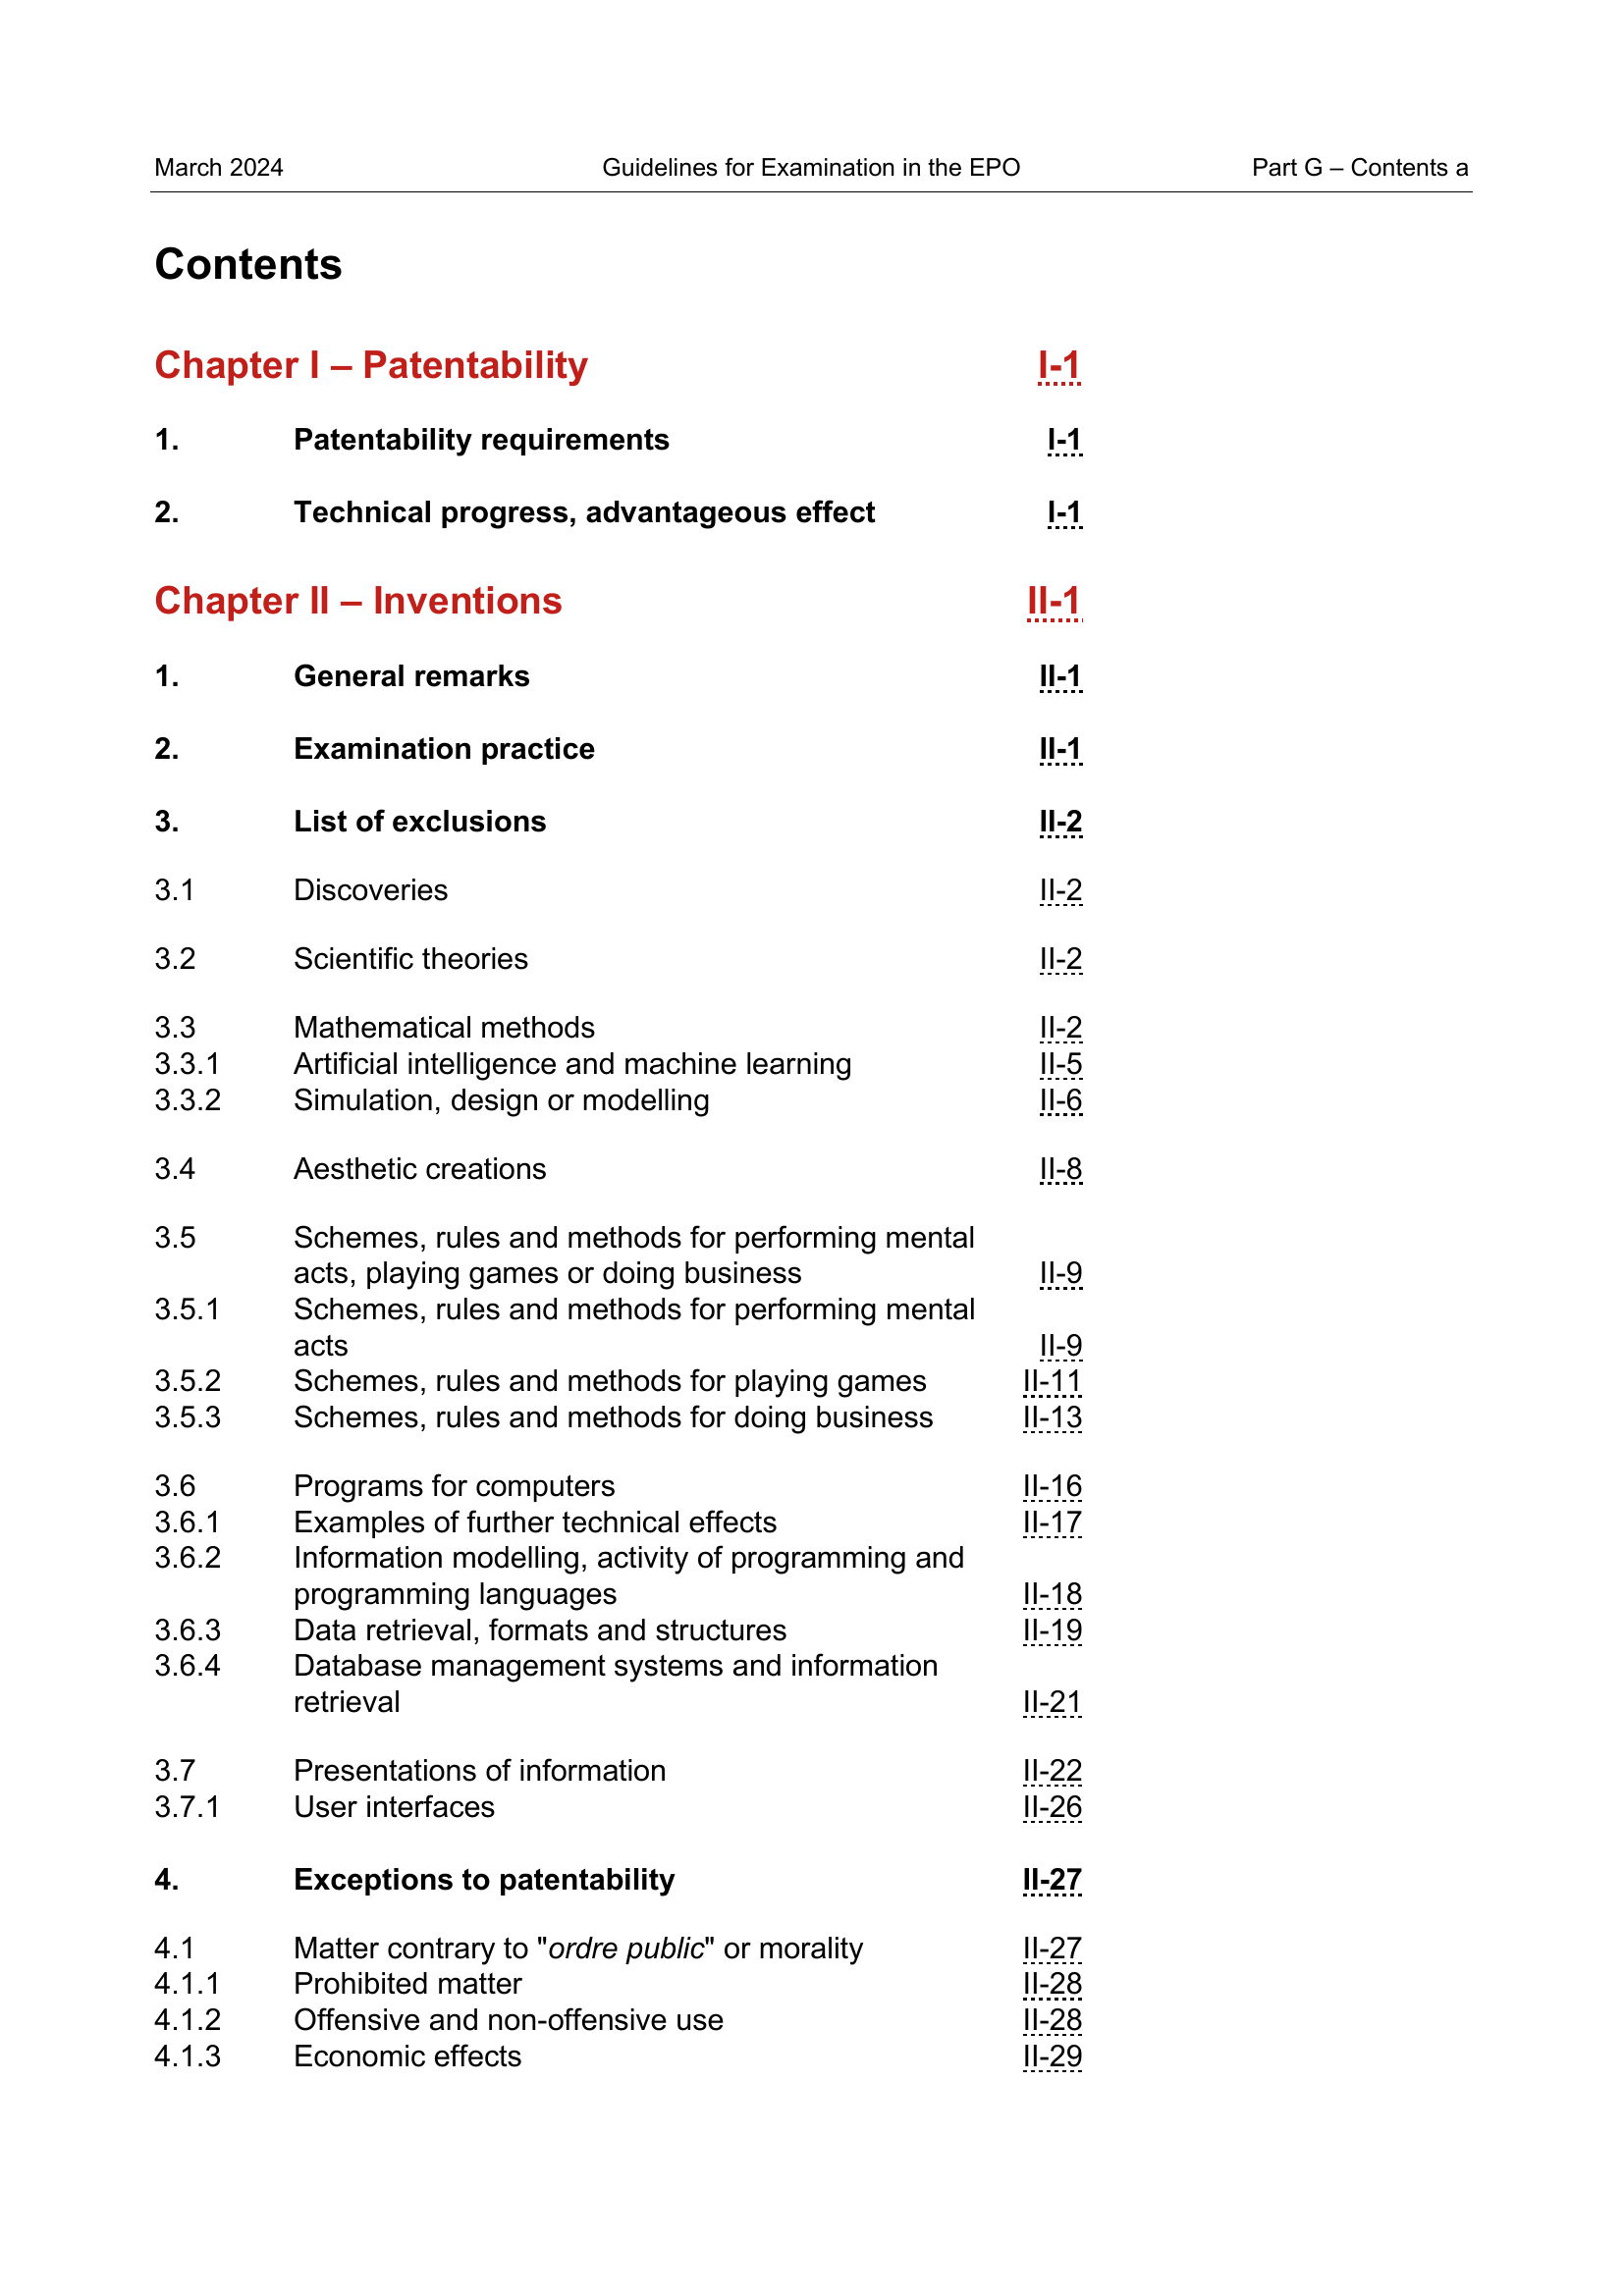 March 2024 Guidelines for Examination in the EPO Part G – Contents a
Contents
Chapter I – Patentability I-1
1. Patentability requirements I-1
2. Technical progress, advantageous effect I-1
Chapter II – Inventions II-1
1. General remarks II-1
2. Examination practice II-1
3. List of exclusions II-2
3.1 Discoveries II-2
3.2 Scientific theories II-2
3.3 Mathematical methods II-2
3.3.1 Artificial intelligence and machine learning II-5
3.3.2 Simulation, design or modelling II-6
3.4 Aesthetic creations II-8
3.5 Schemes, rules and methods for performing mental
acts, playing games or doing business II-9
3.5.1 Schemes, rules and methods for performing mental
acts II-9
3.5.2 Schemes, rules and methods for playing games II-11
3.5.3 Schemes, rules and methods for doing business II-13
3.6 Programs for computers II-16
3.6.1 Examples of further technical effects II-17
3.6.2 Information modelling, activity of programming and
programming languages II-18
3.6.3 Data retrieval, formats and structures II-19
3.6.4 Database management systems and information
retrieval II-21
3.7 Presentations of information II-22
3.7.1 User interfaces II-26
4. Exceptions to patentability II-27
4.1 Matter contrary to "ordre public" or morality II-27
4.1.1 Prohibited matter II-28
4.1.2 Offensive and non-offensive use II-28
4.1.3 Economic effects II-29